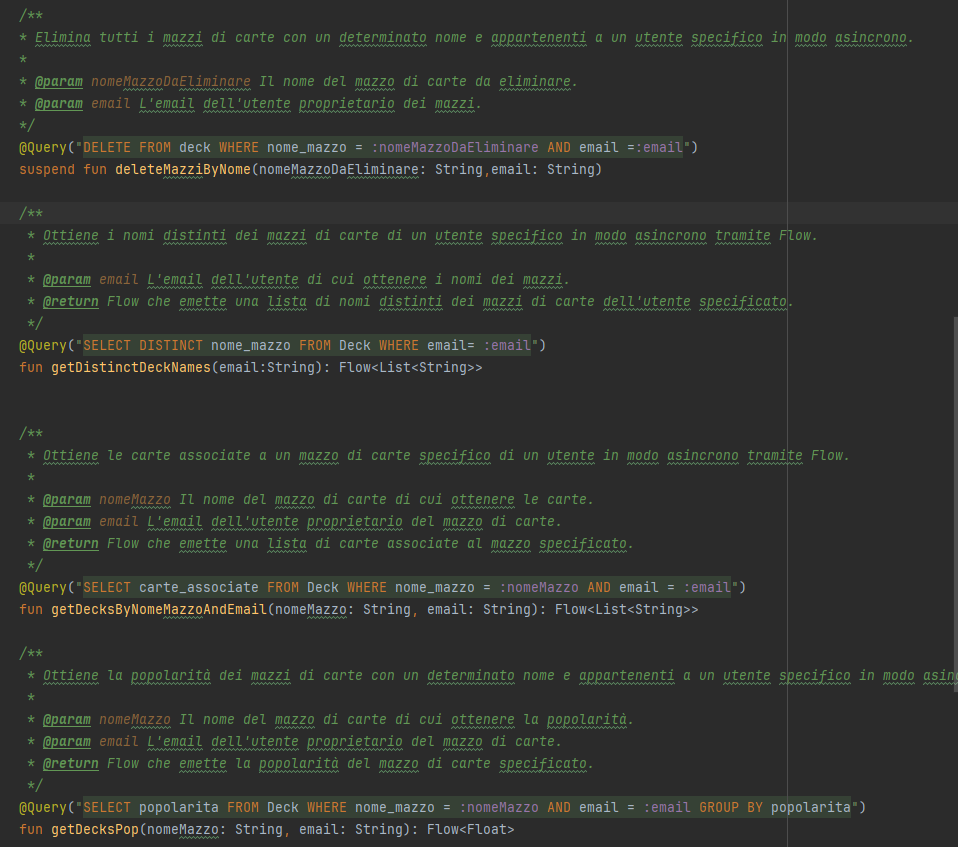 /**
* Elimina tutti i mazzi di carte con un determinato nome e appartenenti a un utente specifico in modo asincrono.
*
* @param nomeMazzoDaEliminare Il nome del mazzo di carte da eliminare.
* @param email L'email dell'utente proprietario dei mazzi.
*/
@Query("DELETE FROM deck WHERE nome_mazzo = :nomeMazzoDaEliminare AND email =:email")
suspend fun deleteMazziByNome(nomeMazzoDaEliminare: String,email: String)
/**
* Ottiene i nomi distinti dei mazzi di carte di un utente specifico in modo asincrono tramite Flow.
*
* @param email L'email dell'utente di cui ottenere i nomi dei mazzi.
* @return Flow che emette una lista di nomi distinti dei mazzi di carte dell'utente specificato.
*/
@Query("SELECT DISTINCT nome_mazzo FROM Deck WHERE email= :email")
fun getDistinctDeckNames(email:String): Flow<List<String>>
/**
* Ottiene le carte associate a un mazzo di carte specifico di un utente in modo asincrono tramite Flow.
*
* @param nomeMazzo Il nome del mazzo di carte di cui ottenere le carte.
* @param email L'email dell'utente proprietario del mazzo di carte.
* @return Flow che emette una lista di carte associate al mazzo specificato.
*/
@Query("SELECT carte_associate FROM Deck WHERE nome_mazzo = :nomeMazzo AND email = :email")
fun getDecksByNomeMazzoAndEmail(nomeMazzo: String, email: String): Flow<List<String>>
/**
* Ottiene la popolarità dei mazzi di carte con un determinato nome e appartenenti a un utente specifico in modo asinc
*
* @param nomeMazzo Il nome del mazzo di carte di cui ottenere la popolarità.
* @param email L'email dell'utente proprietario del mazzo di carte.
* @return Flow che emette la popolarità del mazzo di carte specificato.
*/
@Query("SELECT popolarita FROM Deck WHERE nome_mazzo = :nomeMazzo AND email = :email GROUP BY popolarita")
fun getDecksPop(nomeMazzo: String, email: String): Flow<Float>